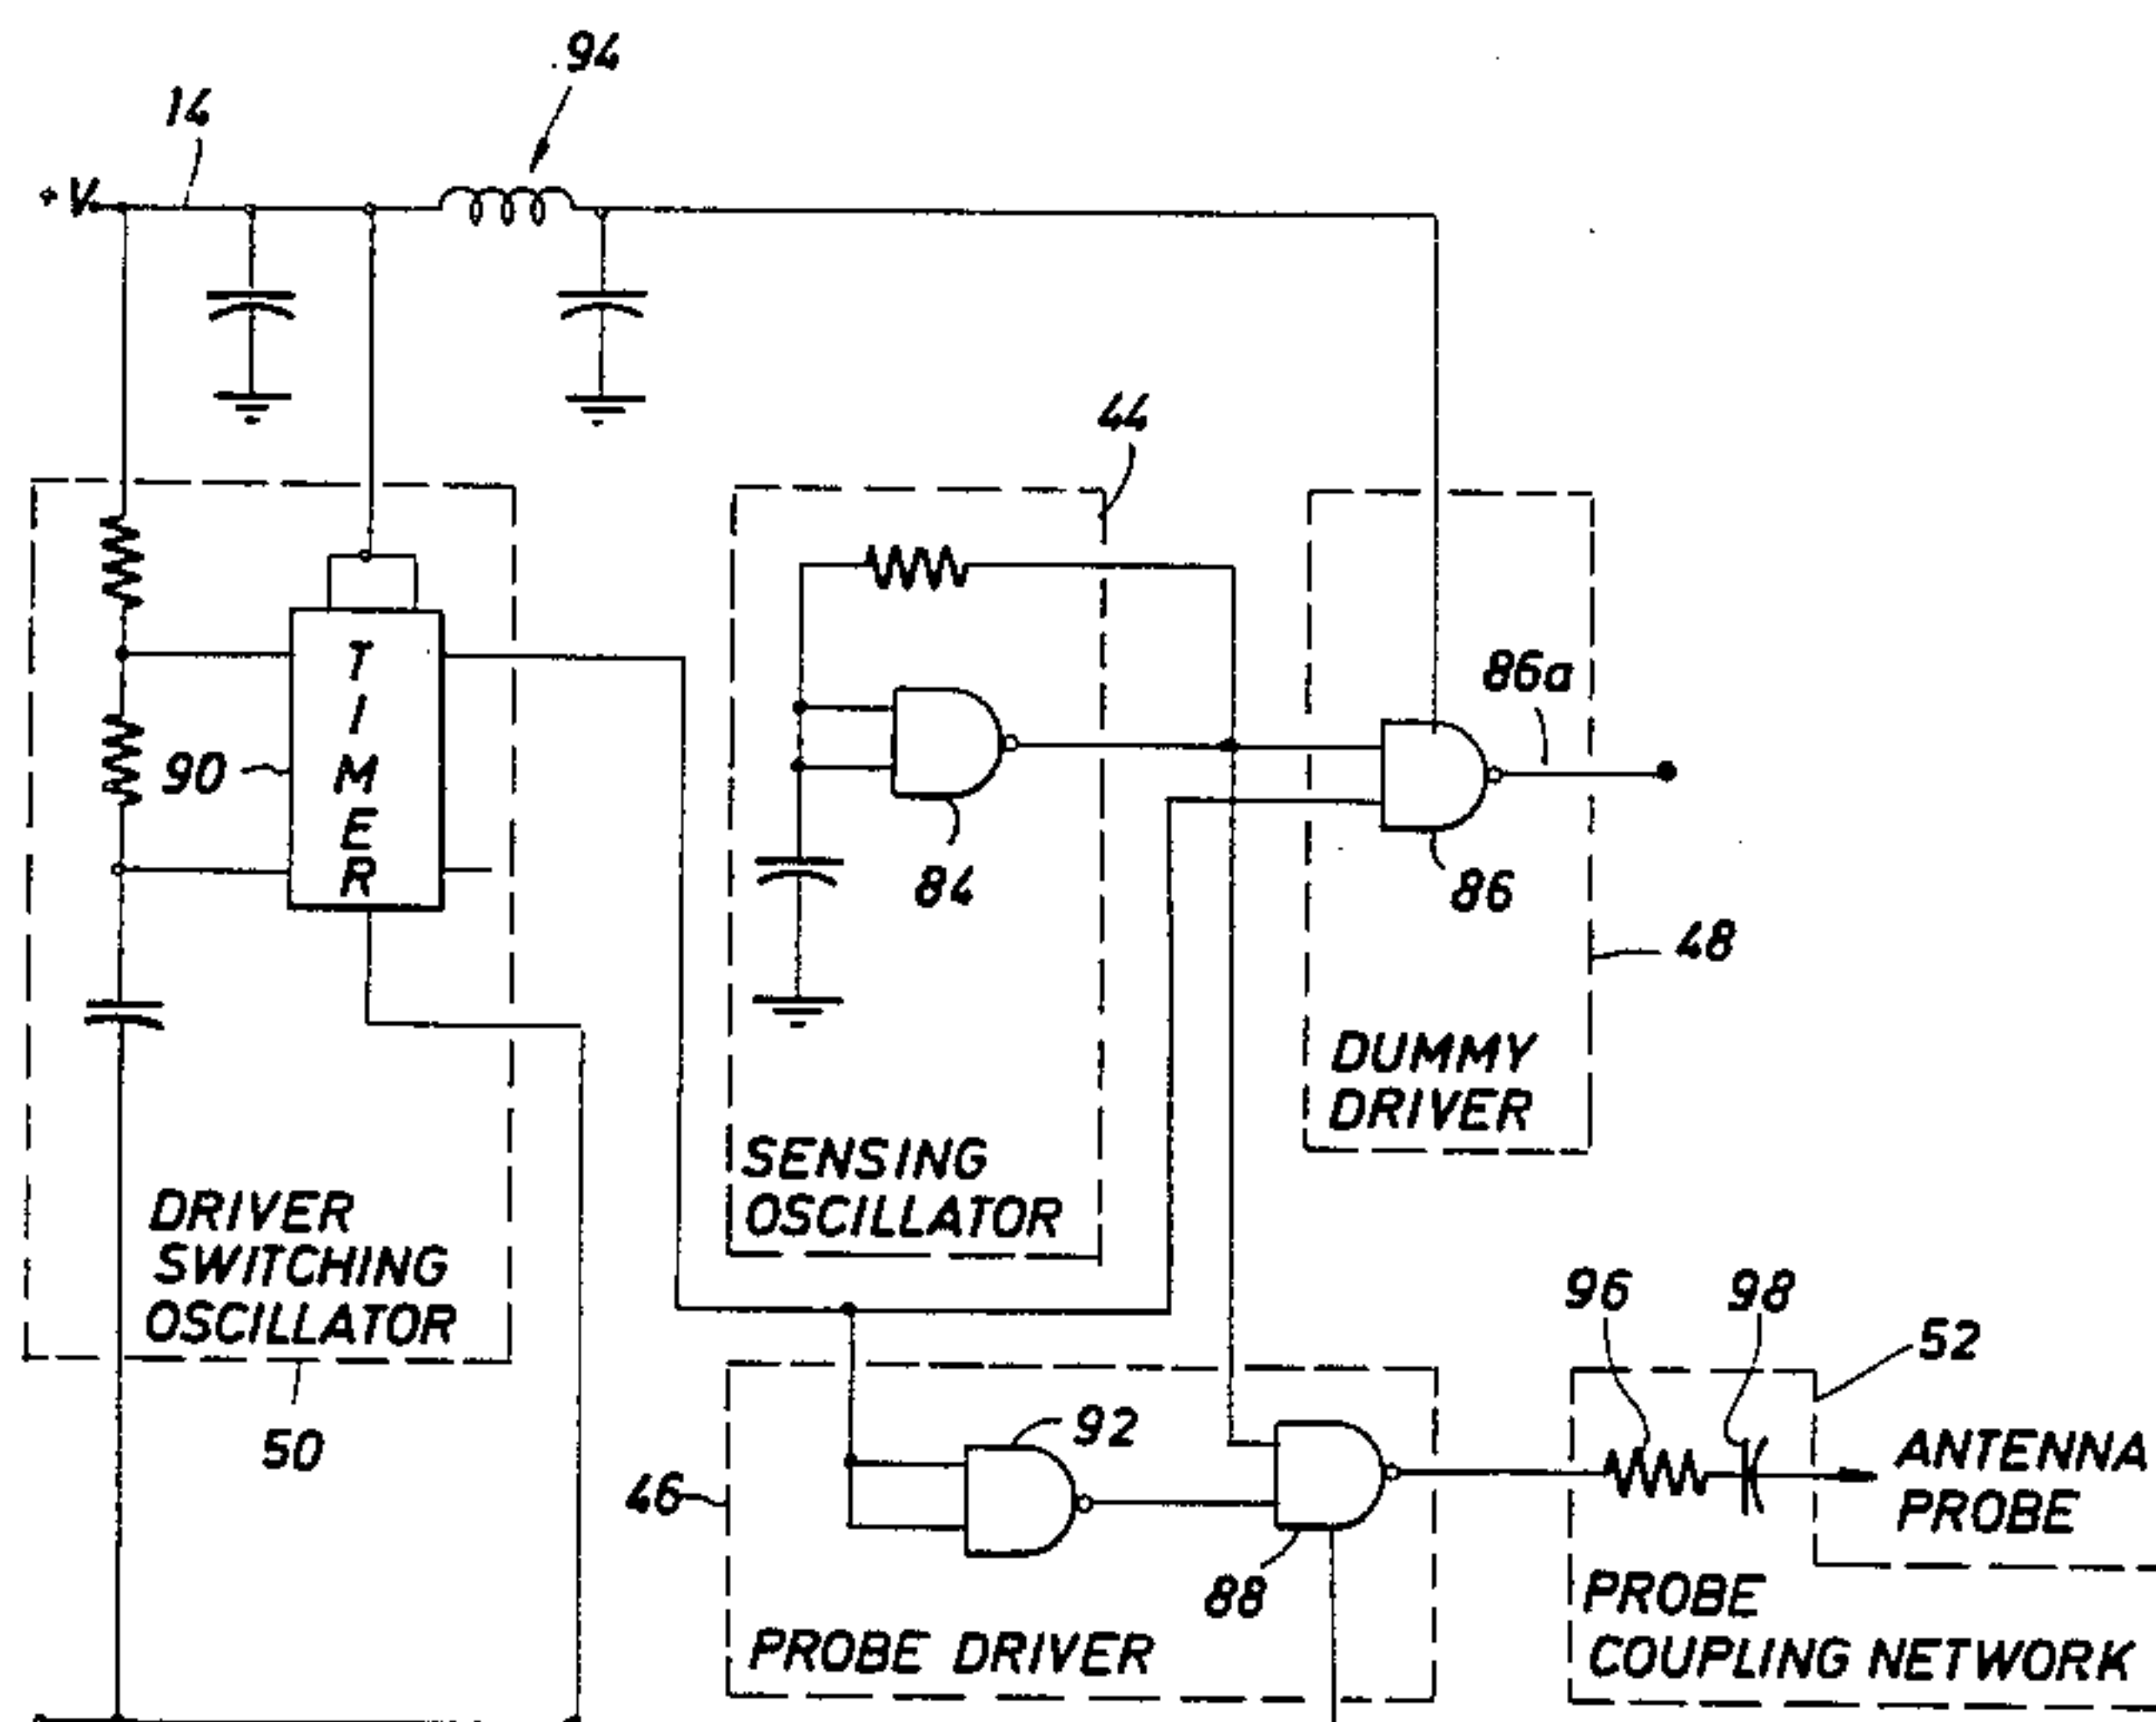 94
14
+V
44
86a
TIMER
90
84
86
48
DUMMY
DRIVER
SENSING
OSCILLATOR
DRIVER
SWITCHING
OSCILLATOR
50
96
98
52
92
46
ANTENNA
PROBE
88
PROBE
COUPLING NETWORK
PROBE DRIVER